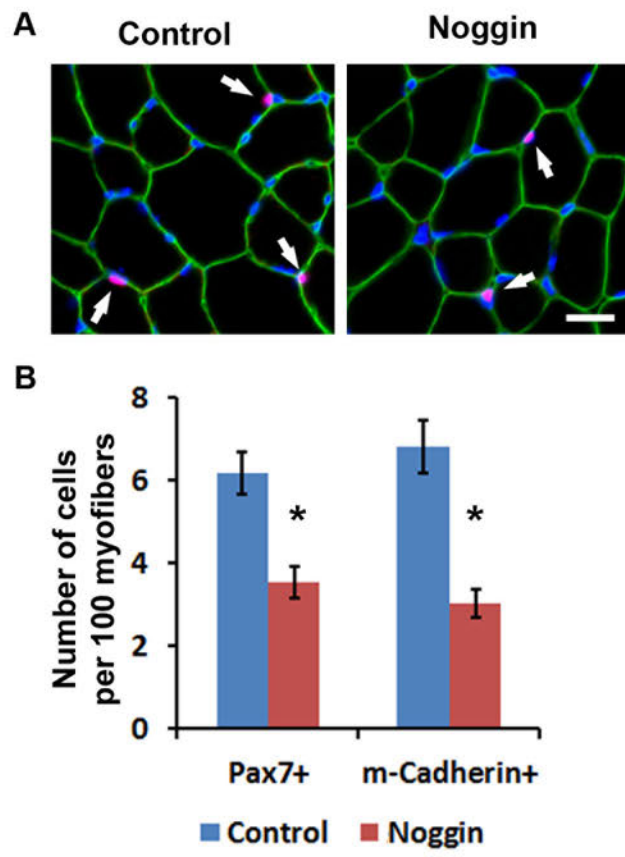 A
Control
Noggin
B
Number of cells
per 100 myofibers
8
6
4
2
0
*
*
Pax7+
m-Cadherin+
Control
Noggin